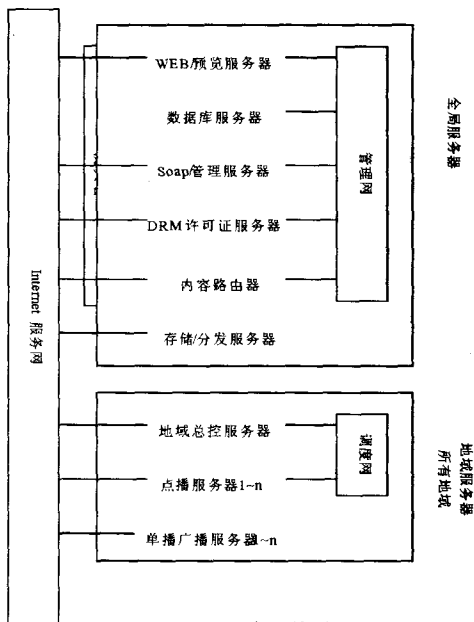 WEB/预览服务器
数据库服务器
Soap/管理服务器
DRM许可证服务器
内容路由器
存储/分发服务器
管理网
全局服务器
Internet 服务网
地域总控服务器
点播服务器1~n
单播广播服务器1~n
调度网
地域服务器
所有地域